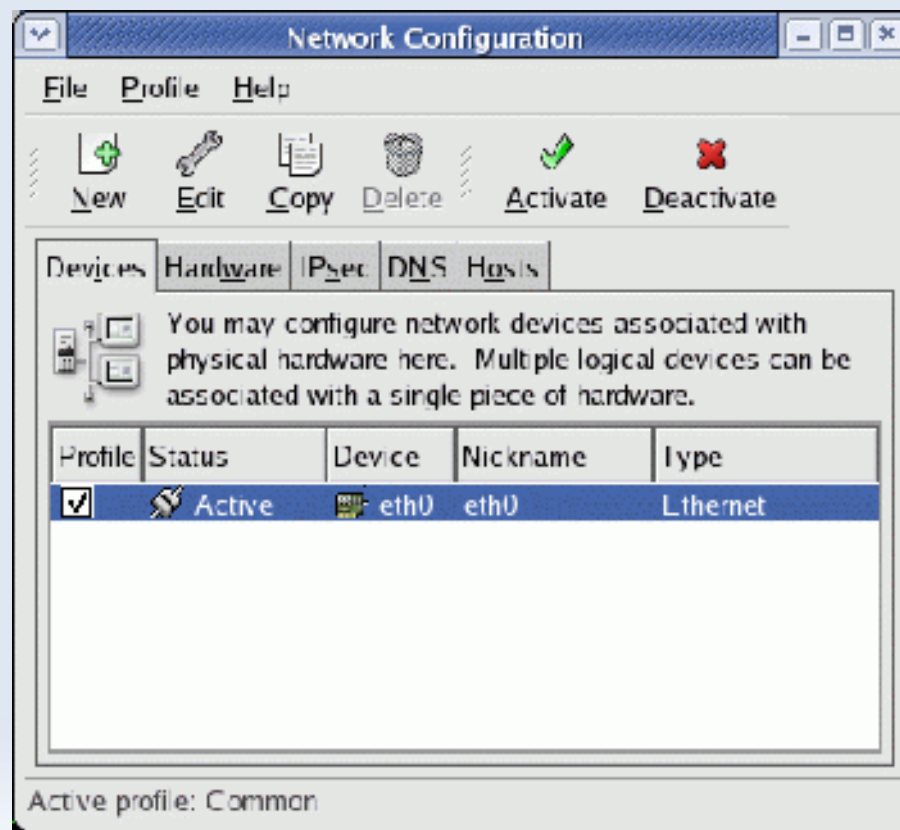 Network Configuration
File Profile Help
New Edit Copy Delete Activate Deactivate
Devices Hardware IPsec DNS Hosts
You may configure network devices associated with
physical hardware here. Multiple logical devices can be
associated with a single piece of hardware.
Profile Status Device Nickname Type
Active eth0 eth0 Ethernet
Active profile: Common